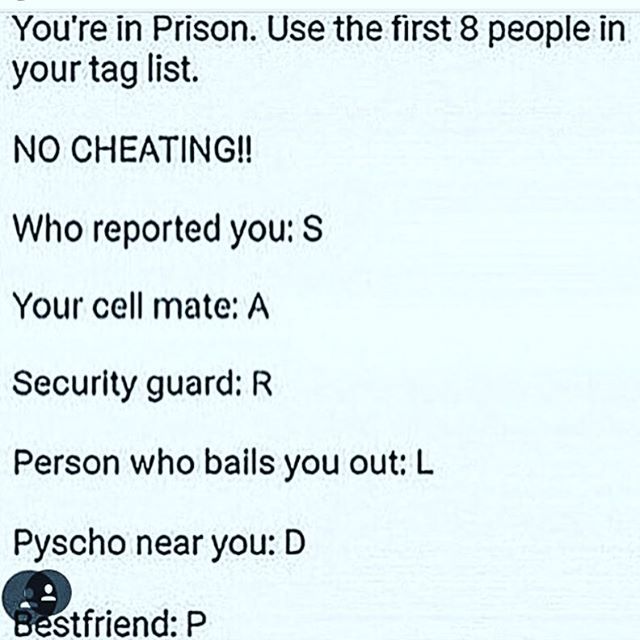 You're in Prison. Use the first 8 people in
your tag list.
NO CHEATING!!
Who reported you: S
Your cell mate: A
Security guard: R
Person who bails you out: L
Pyscho near you: D
Bestfriend: P